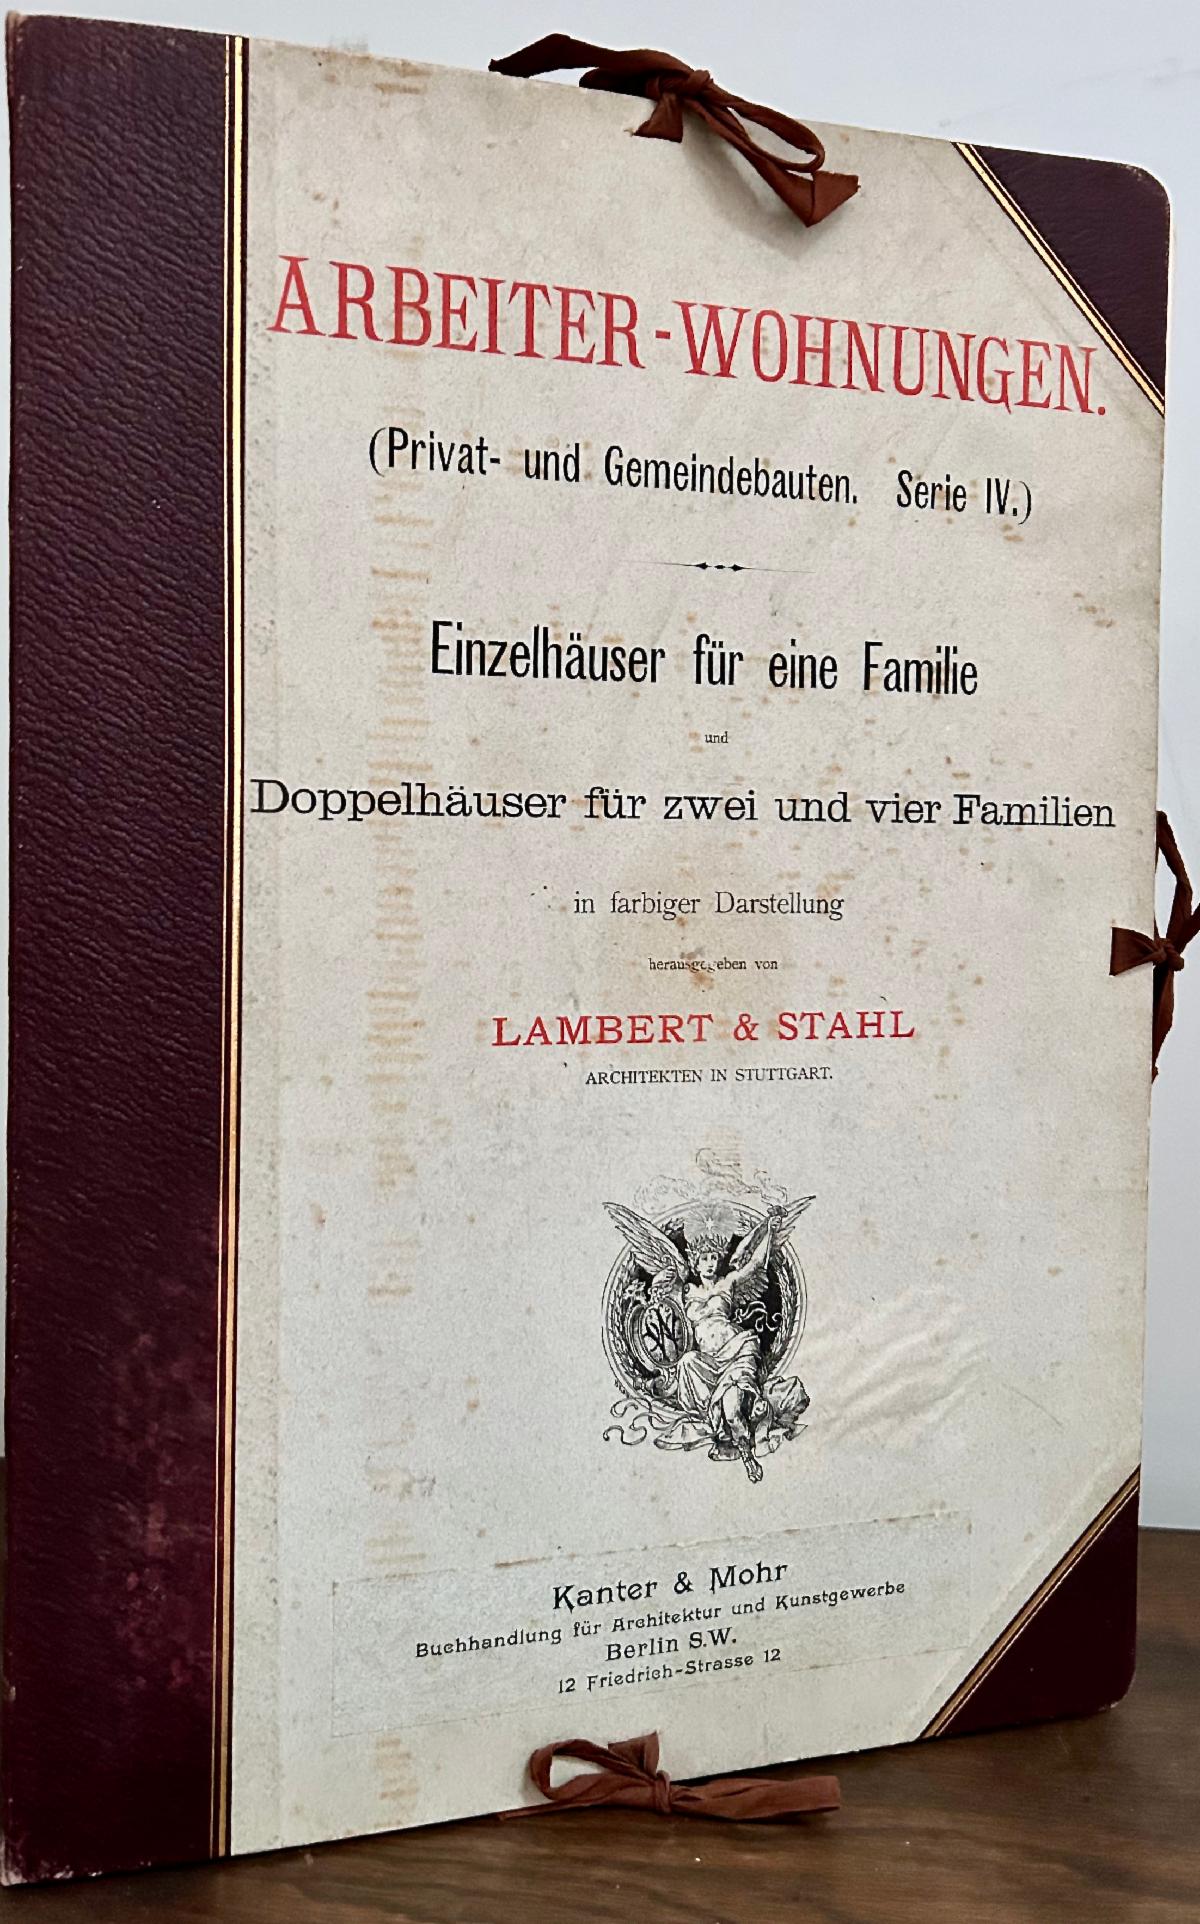 ARBEITER-WOHNUNGEN.
(Privat- und Gemeindebauten. Serie IV.)
Einzelhäuser für eine Familie
und
Doppelhäuser für zwei und vier Familien
in farbiger Darstellung
herausgegeben von
LAMBERT & STAHL
ARCHITEKTEN IN STUTTGART.
Kanter & Mohr
Buchhandlung für Architektur und Kunstgewerbe
Berlin S.W.
12 Friedrich-Strasse 12